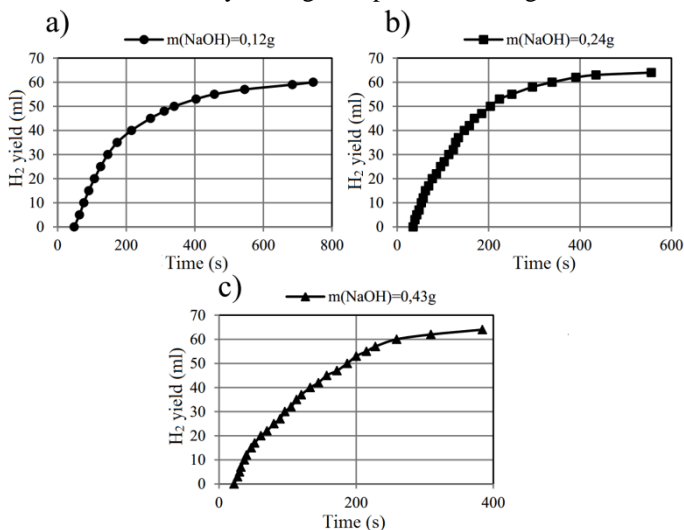 a)
m(NaOH)=0,12g
70
60
50
40
30
20
10
0
H₂ yield (ml)
0 200 400 600 800
Time (s)
b)
m(NaOH)=0,24g
70
60
50
40
30
20
10
0
H₂ yield (ml)
0 200 400 600
Time (s)
c)
m(NaOH)=0,43g
70
60
50
40
30
20
10
0
H₂ yield (ml)
0 200 400
Time (s)